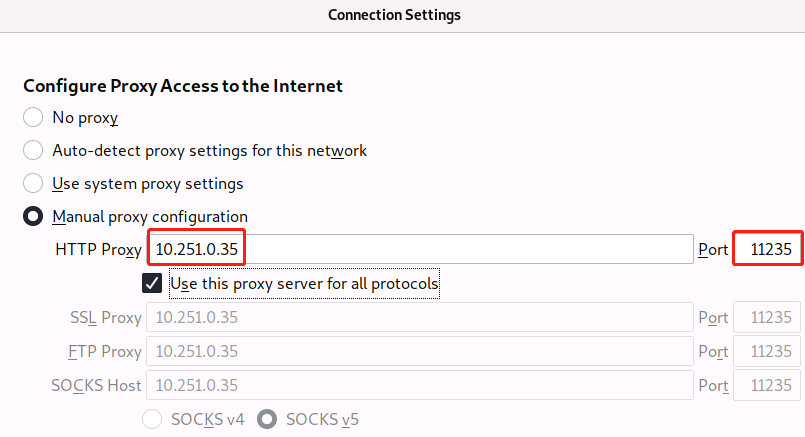 Connection Settings
Configure Proxy Access to the Internet
No proxy
Auto-detect proxy settings for this network
Use system proxy settings
Manual proxy configuration
HTTP Proxy 10.251.0.35 Port 11235
Use this proxy server for all protocols
SSL Proxy 10.251.0.35 Port 11235
FTP Proxy 10.251.0.35 Port 11235
SOCKS Host 10.251.0.35 Port 11235
SOCKS v4 SOCKS v5